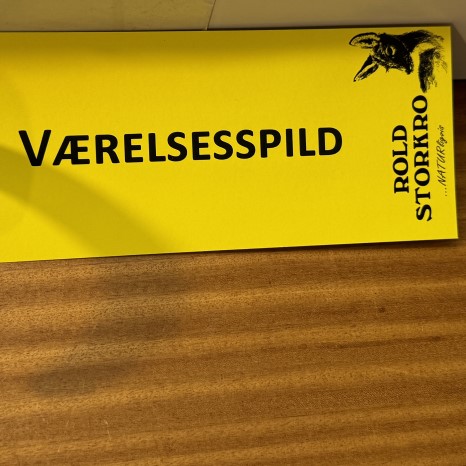 VÆRELSESSPILD
ROLD
STORKRO
...NATURligvis